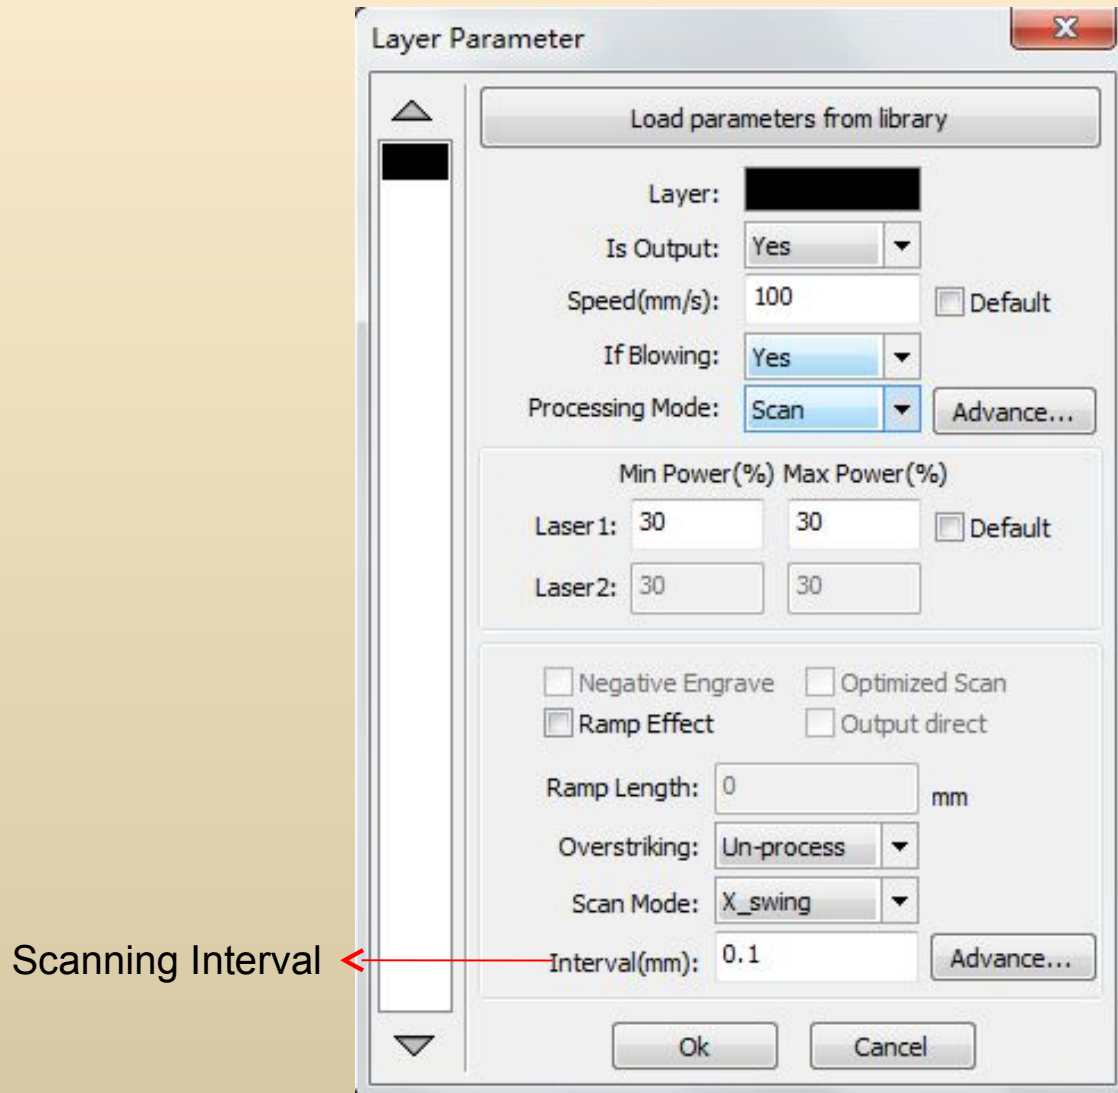 Layer Parameter
Load parameters from library
Layer:
Is Output: Yes
Speed(mm/s): 100 Default
If Blowing: Yes
Processing Mode: Scan Advance...
Min Power(%) Max Power(%)
Laser1: 30 30 Default
Laser2: 30 30
Negative Engrave Optimized Scan
Ramp Effect Output direct
Ramp Length: 0 mm
Overstriking: Un-process
Scan Mode: X_swing
Scanning Interval Interval(mm): 0.1 Advance...
Ok Cancel